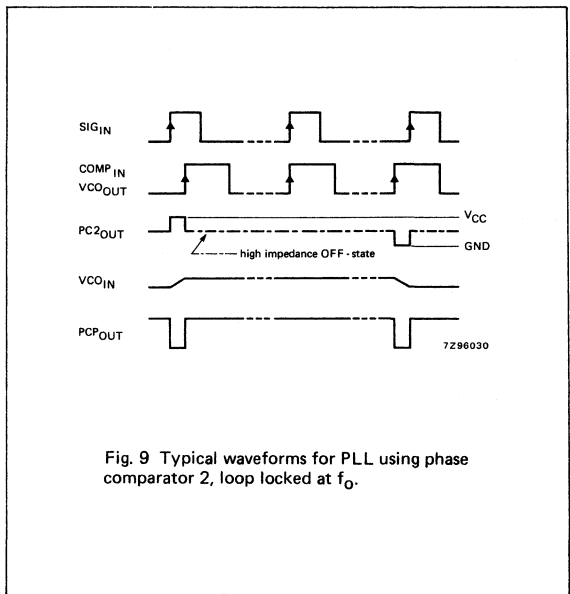 SIGIN
COMPIN
VCOOUT
PC2OUT
VCC
GND
high impedance OFF-state
VCOIN
PCPOUT
7Z96030
Fig. 9 Typical waveforms for PLL using phase
comparator 2, loop locked at fo.